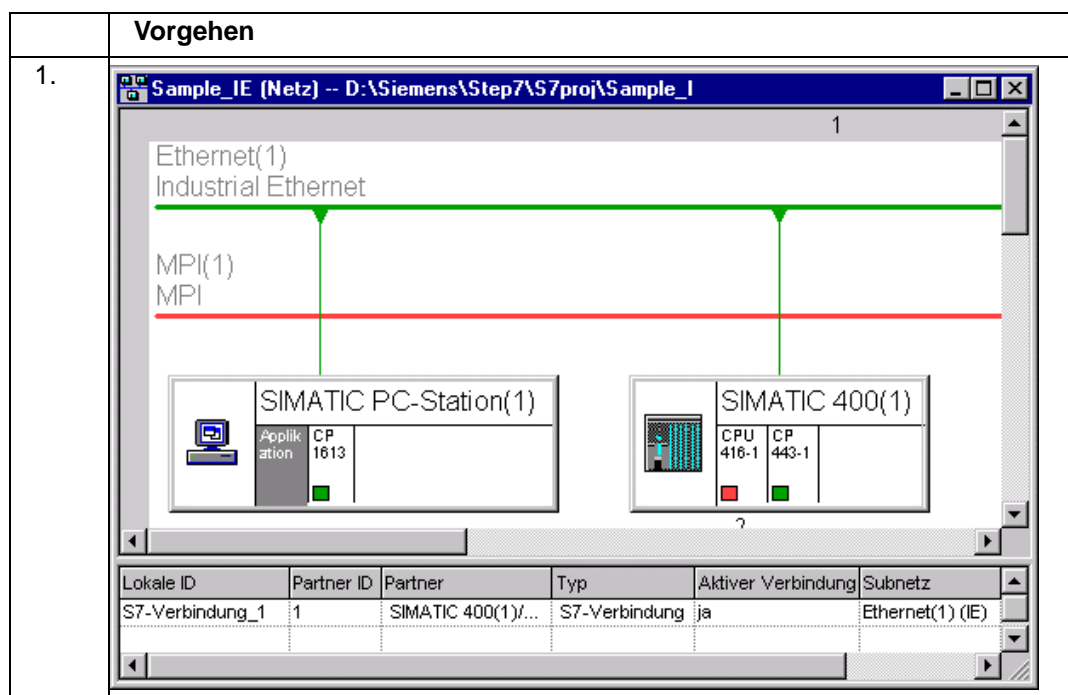 Vorgehen
1.
Sample_IE (Netz) -- D:\Siemens\Step7\S7proj\Sample_I
1
Ethernet(1)
Industrial Ethernet
MPI(1)
MPI
SIMATIC PC-Station(1)
Applik
ation
CP
1613
SIMATIC 400(1)
CPU
416-1
CP
443-1
Lokale ID Partner ID Partner Typ Aktiver Verbindung Subnetz
S7-Verbindung_1 1 SIMATIC 400(1)/... S7-Verbindung ja Ethernet(1) (IE)